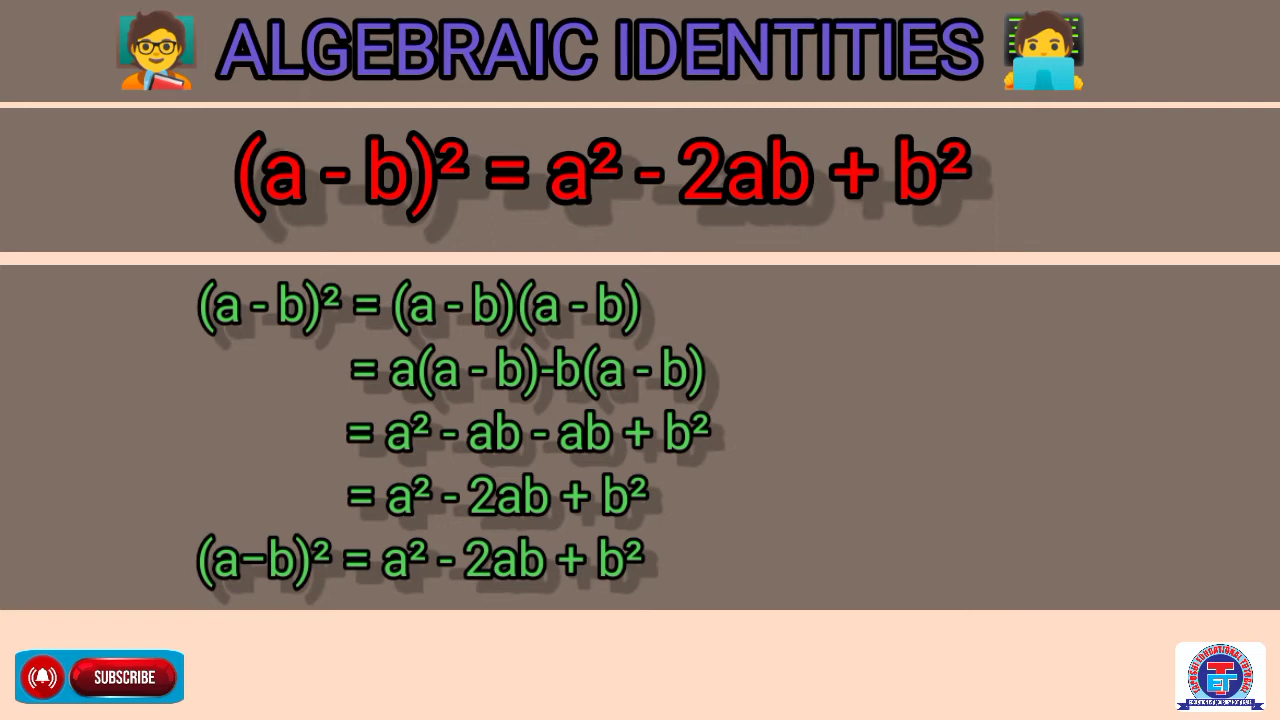 ALGEBRAIC IDENTITIES
(a - b)² = a² - 2ab + b²
(a - b)² = (a - b)(a - b)
= a(a - b)-b(a - b)
= a² - ab - ab + b²
= a² - 2ab + b²
(a−b)² = a² - 2ab + b²
SUBSCRIBE
TET